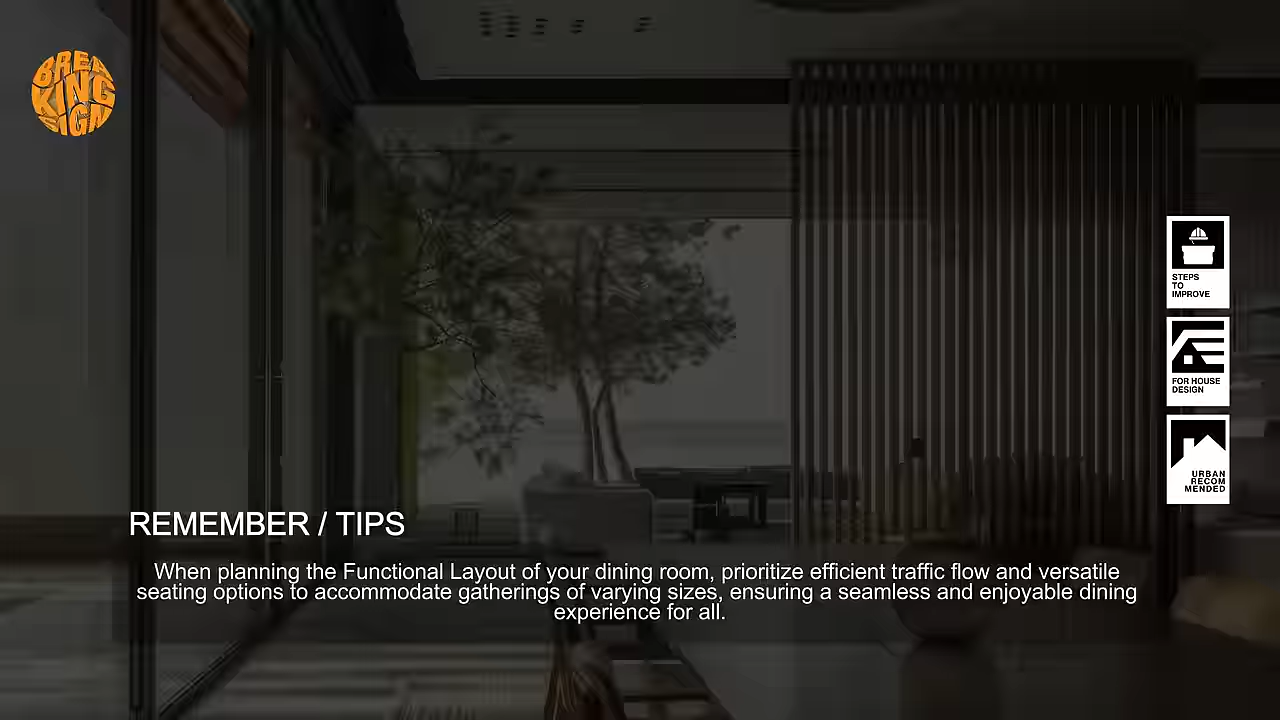 BREA
KING
SIGN
STEPS
TO
IMPROVE
FOR HOUSE
DESIGN
URBAN
RECOM
MENDED
REMEMBER / TIPS
When planning the Functional Layout of your dining room, prioritize efficient traffic flow and versatile
seating options to accommodate gatherings of varying sizes, ensuring a seamless and enjoyable dining
experience for all.